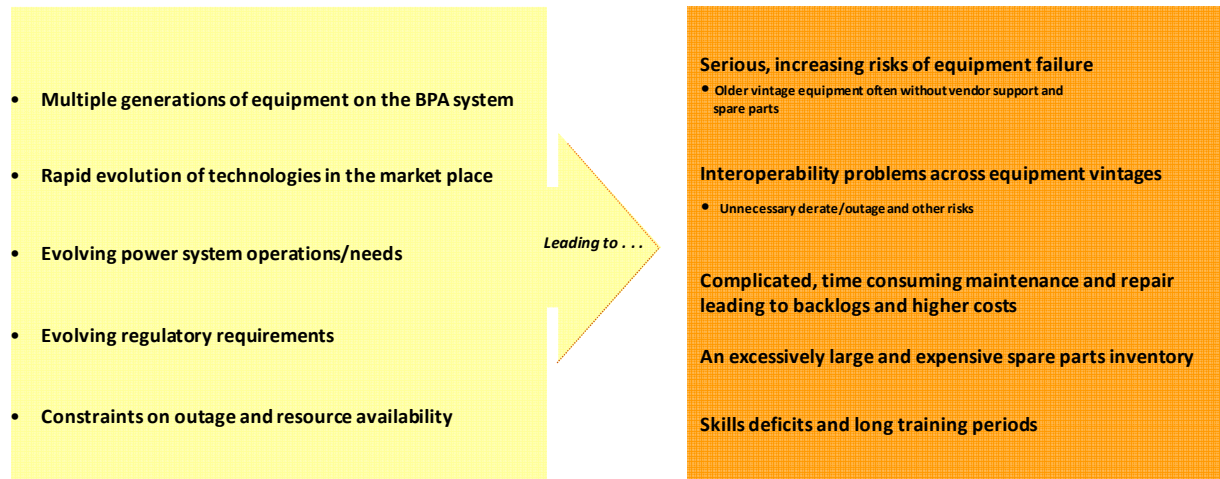 • Multiple generations of equipment on the BPA system
• Rapid evolution of technologies in the market place
• Evolving power system operations/needs
• Evolving regulatory requirements
• Constraints on outage and resource availability
Leading to . . .
Serious, increasing risks of equipment failure
• Older vintage equipment often without vendor support and
spare parts
Interoperability problems across equipment vintages
• Unnecessary derate/outage and other risks
Complicated, time consuming maintenance and repair
leading to backlogs and higher costs
An excessively large and expensive spare parts inventory
Skills deficits and long training periods